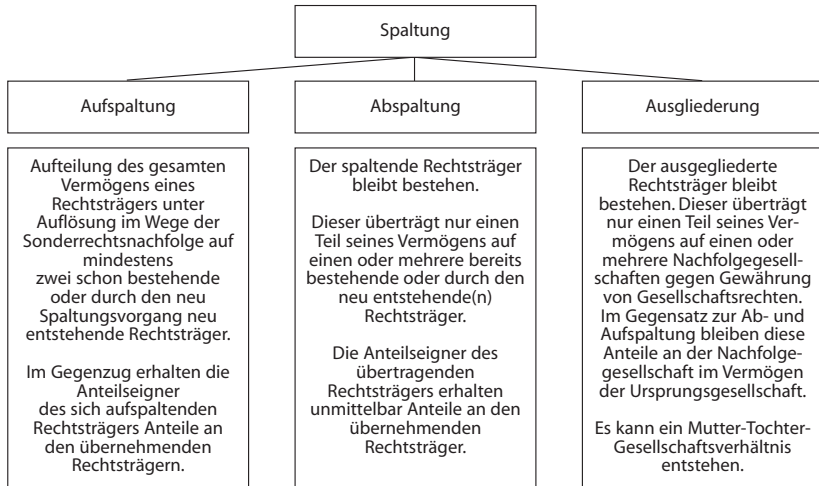 Spaltung
Aufspaltung
Abspaltung
Ausgliederung
Aufteilung des gesamten
Vermögens eines
Rechtsträgers unter
Auflösung im Wege der
Sonderrechtsnachfolge auf
mindestens
zwei schon bestehende
oder durch den neu
Spaltungsvorgang neu
entstehende Rechtsträger.
Im Gegenzug erhalten die
Anteilseigner
des sich aufspaltenden
Rechtsträgers Anteile an
den übernehmenden
Rechtsträgern.
Der spaltende Rechtsträger
bleibt bestehen.
Dieser überträgt nur einen
Teil seines Vermögens auf
einen oder mehrere bereits
bestehende oder durch den
neu entstehende(n)
Rechtsträger.
Die Anteilseigner des
übertragenden
Rechtsträgers erhalten
unmittelbar Anteile an den
übernehmenden
Rechtsträger.
Der ausgegliederte
Rechtsträger bleibt
bestehen. Dieser überträgt
nur einen Teil seines Ver-
mögens auf einen oder
mehrere Nachfolgegesell-
schaften gegen Gewährung
von Gesellschaftsrechten.
Im Gegensatz zur Ab- und
Aufspaltung bleiben diese
Anteile an der Nachfolge-
gesellschaft im Vermögen
der Ursprungsgesellschaft.
Es kann ein Mutter-Tochter-
Gesellschaftsverhältnis
entstehen.